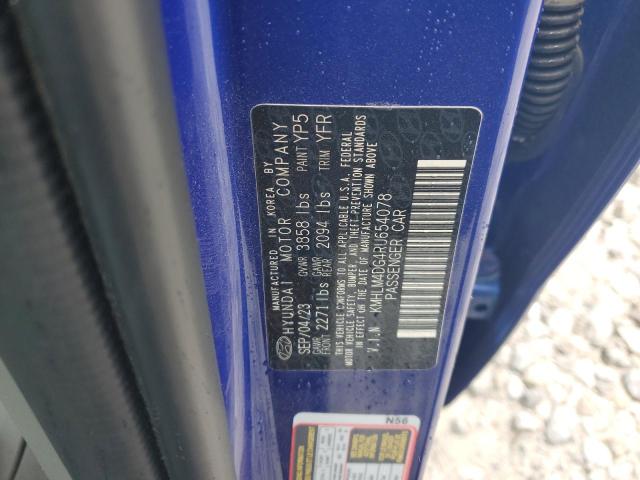 MANUFACTURED IN KOREA BY
HYUNDAI MOTOR COMPANY
SEP/04/23 GVWR 3858 lbs PAINT YP5
GAWR FRONT 2271 lbs GAWR REAR 2094 lbs TRIM YFR
THIS VEHICLE CONFORMS TO ALL APPLICABLE U.S.A. FEDERAL
MOTOR VEHICLE SAFETY, BUMPER, AND THEFT-PREVENTION STANDARDS
IN EFFECT ON THE DATE OF MANUFACTURE SHOWN ABOVE
V.I.N : KMHLM4DG4RU654078
PASSENGER CAR
N56